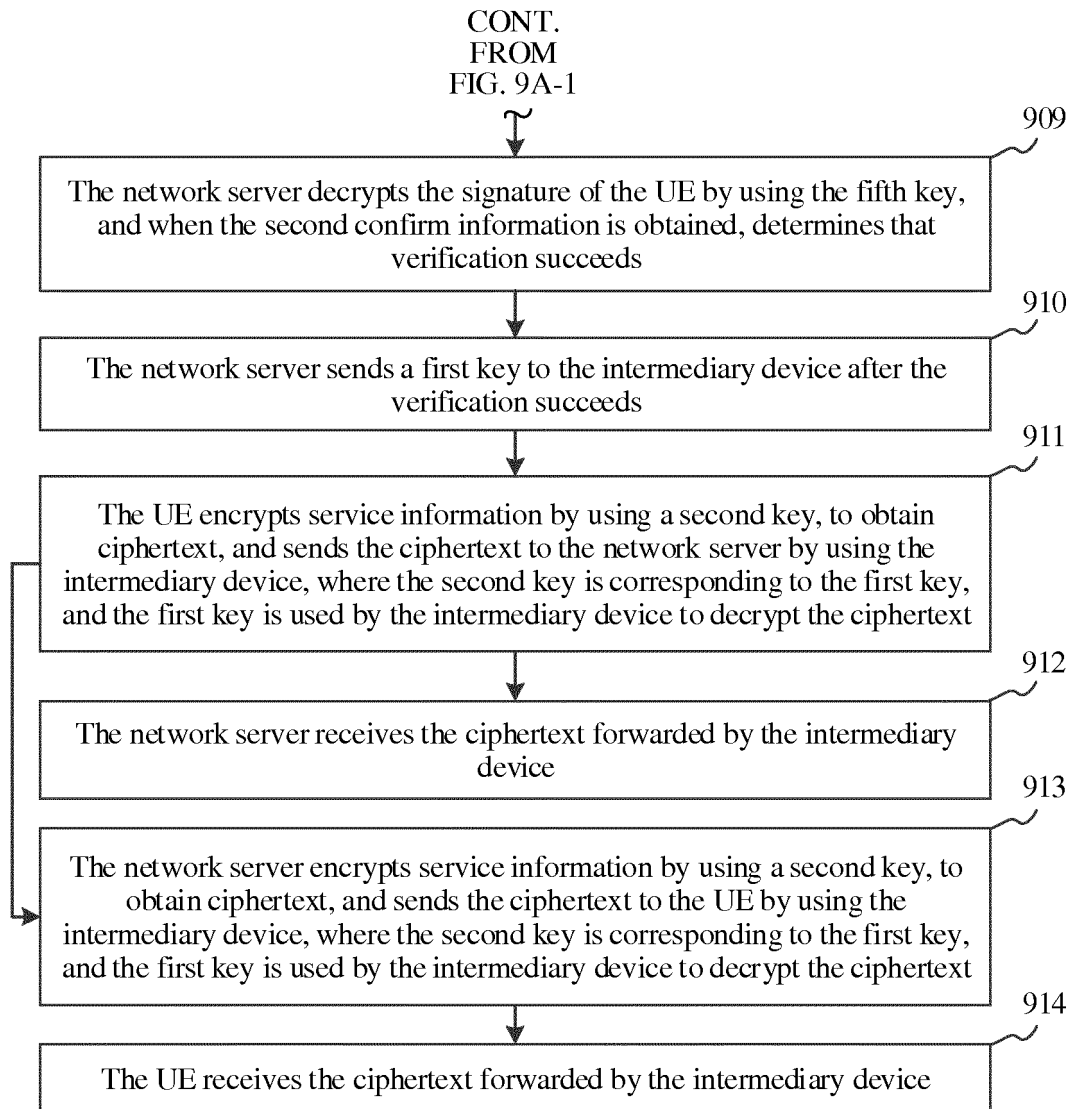 CONT.
FROM
FIG. 9A-1
909
The network server decrypts the signature of the UE by using the fifth key,
and when the second confirm information is obtained, determines that
verification succeeds
910
The network server sends a first key to the intermediary device after the
verification succeeds
911
The UE encrypts service information by using a second key, to obtain
ciphertext, and sends the ciphertext to the network server by using the
intermediary device, where the second key is corresponding to the first key,
and the first key is used by the intermediary device to decrypt the ciphertext
912
The network server receives the ciphertext forwarded by the intermediary
device
913
The network server encrypts service information by using a second key, to
obtain ciphertext, and sends the ciphertext to the UE by using the
intermediary device, where the second key is corresponding to the first key,
and the first key is used by the intermediary device to decrypt the ciphertext
914
The UE receives the ciphertext forwarded by the intermediary device